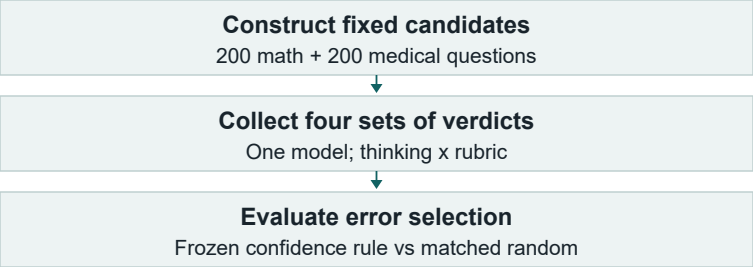 Construct fixed candidates
200 math + 200 medical questions
Collect four sets of verdicts
One model; thinking x rubric
Evaluate error selection
Frozen confidence rule vs matched random